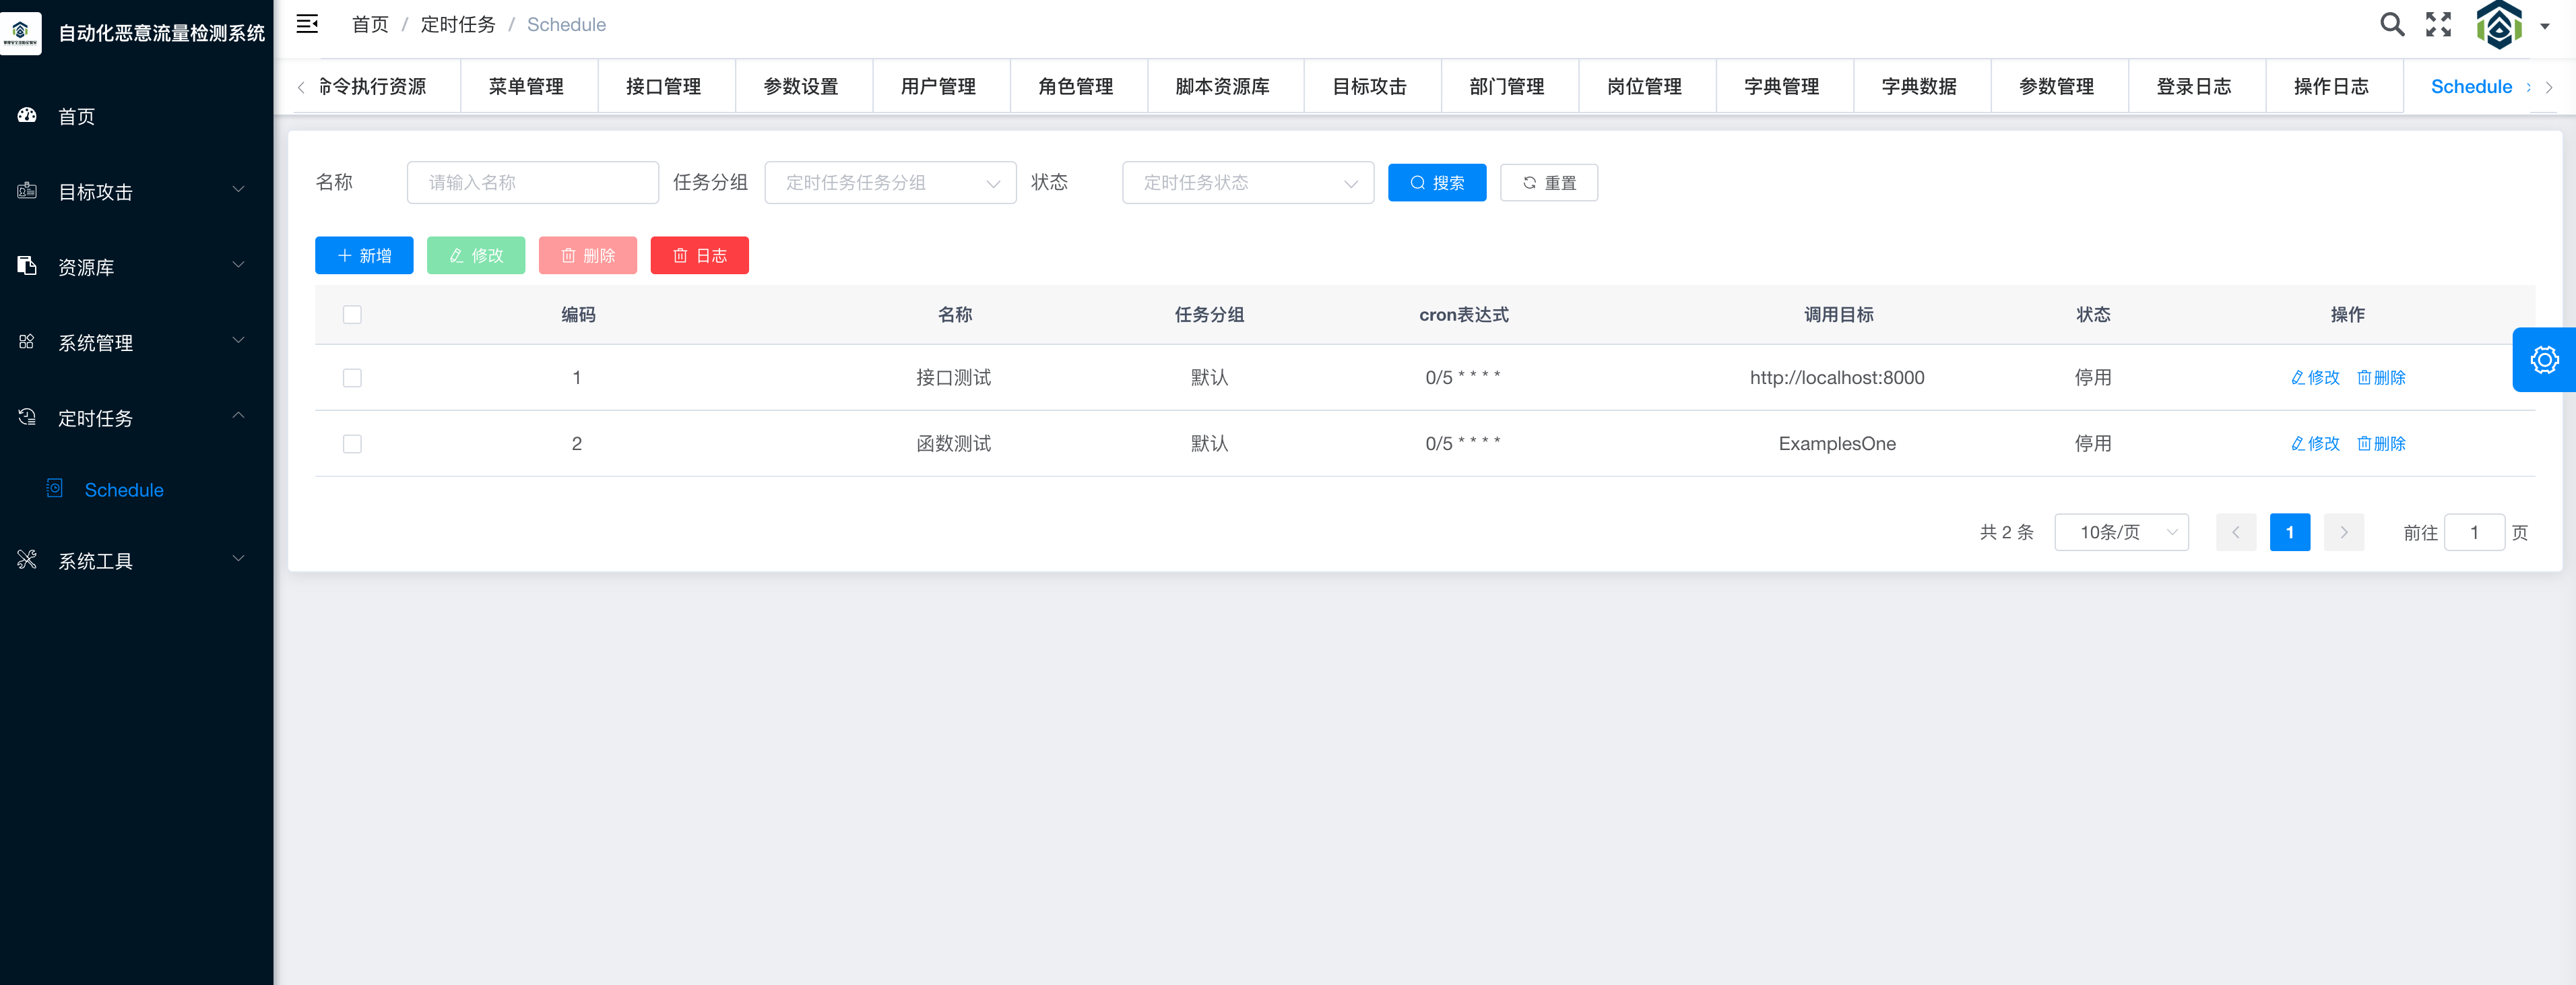 自动化恶意流量检测系统
首页
目标攻击
资源库
系统管理
定时任务
Schedule
系统工具
首页 / 定时任务 / Schedule
命令执行资源 菜单管理 接口管理 参数设置 用户管理 角色管理 脚本资源库 目标攻击 部门管理 岗位管理 字典管理 字典数据 参数管理 登录日志 操作日志 Schedule
名称 请输入名称 任务分组 定时任务任务分组 状态 定时任务状态 搜索 重置
新增 修改 删除 日志
编码 名称 任务分组 cron表达式 调用目标 状态 操作
1 接口测试 默认 0/5 * * * * http://localhost:8000 停用 修改 删除
2 函数测试 默认 0/5 * * * * ExamplesOne 停用 修改 删除
共 2 条 10条/页 1 前往 1 页